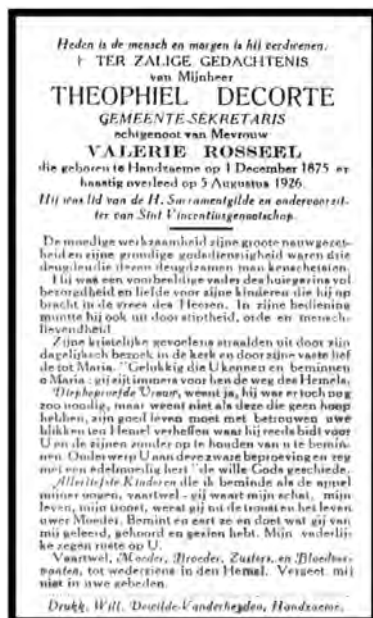 Heden is de mensch en morgen is hij verdwenen.
† TER ZALIGE GEDACHTENIS
van Mijnheer
THEOPHIEL DECORTE
GEMEENTE-SEKRETARIS
echtgenoot van Mevrouw
VALERIE ROSSEEL
die geboren te Handzaeme op 1 December 1875 er
haastig overleed op 5 Augustus 1926.
Hij was lid van de H. Sacramentgilde en ondervoorzit-
ter van Sint Vincentiusgenootschap.
De moedige werkzaamheid zijne groote nauwgezet-
heid en zijne grondige godsdienstigheid waren drie
deugden die dezen deugdzamen man kenschetsten.
Hij was een voorbeeldige vader des huisgezins vol
bezorgdheid en liefde voor zijne kinderen die hij op
bracht in de vrees des Heeren. In zijne bediening
muntte hij ook uit door stiptheid, orde en mensch-
lievendheid.
Zijne kristelijke gevoelens straalden uit door zijn
dagelijksch bezoek in de kerk en door zijne vaste lief
de tot Maria. "Gelukkig die U kennen en beminnen
o Maria: gij zijt immers voor hen de weg des Hemels.
Diepbeproefde Vrouw, weent ja, hij was er toch nog
zoo noodig, maar weent niet als deze die geen hoop
hebben, zijn goed leven moet met betrouwen uwe
blikken ten Hemel verheffen waar hij reeds bidt voor
U en de zijnen zonder op te houden van u te bemin-
nen. Onderwerp U aan deze zware beproeving en zeg
met een edelmoedig hert "de wille Gods geschiede.
Allerliefste Kinderen die ik beminde als de appel
mijner oogen, vaartwel - gij waart mijn schat, mijn
leven, mijn troost, weest gij nu de troost en het leven
uwer Moeder. Bemint en eert ze en doet wat gij van
mij geleerd, gehoord en gezien hebt. Mijn vaderlij-
ke zegen ruste op U.
Vaartwel, Moeder, Broeder, Zusters, en Bloedver-
wanten, tot wederziens in den Hemel. Vergeet mij
niet in uwe gebeden.
Drukk. Will. Dewilde-Vanderheyden, Handzaeme.